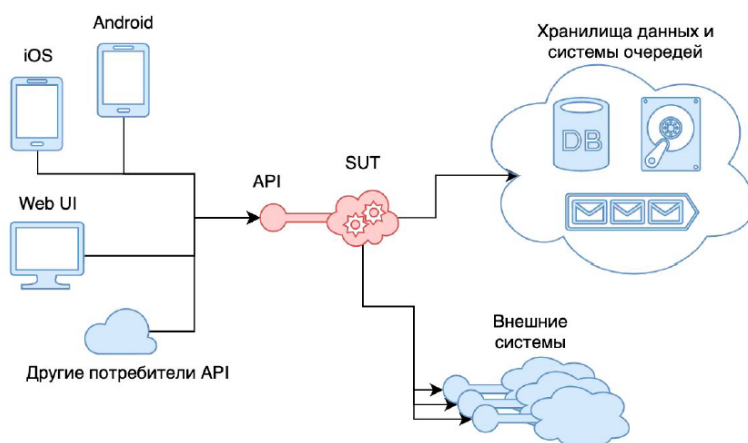 Android
iOS
Хранилища данных и
системы очередей
DB
SUT
API
Web UI
Внешние
системы
Другие потребители API